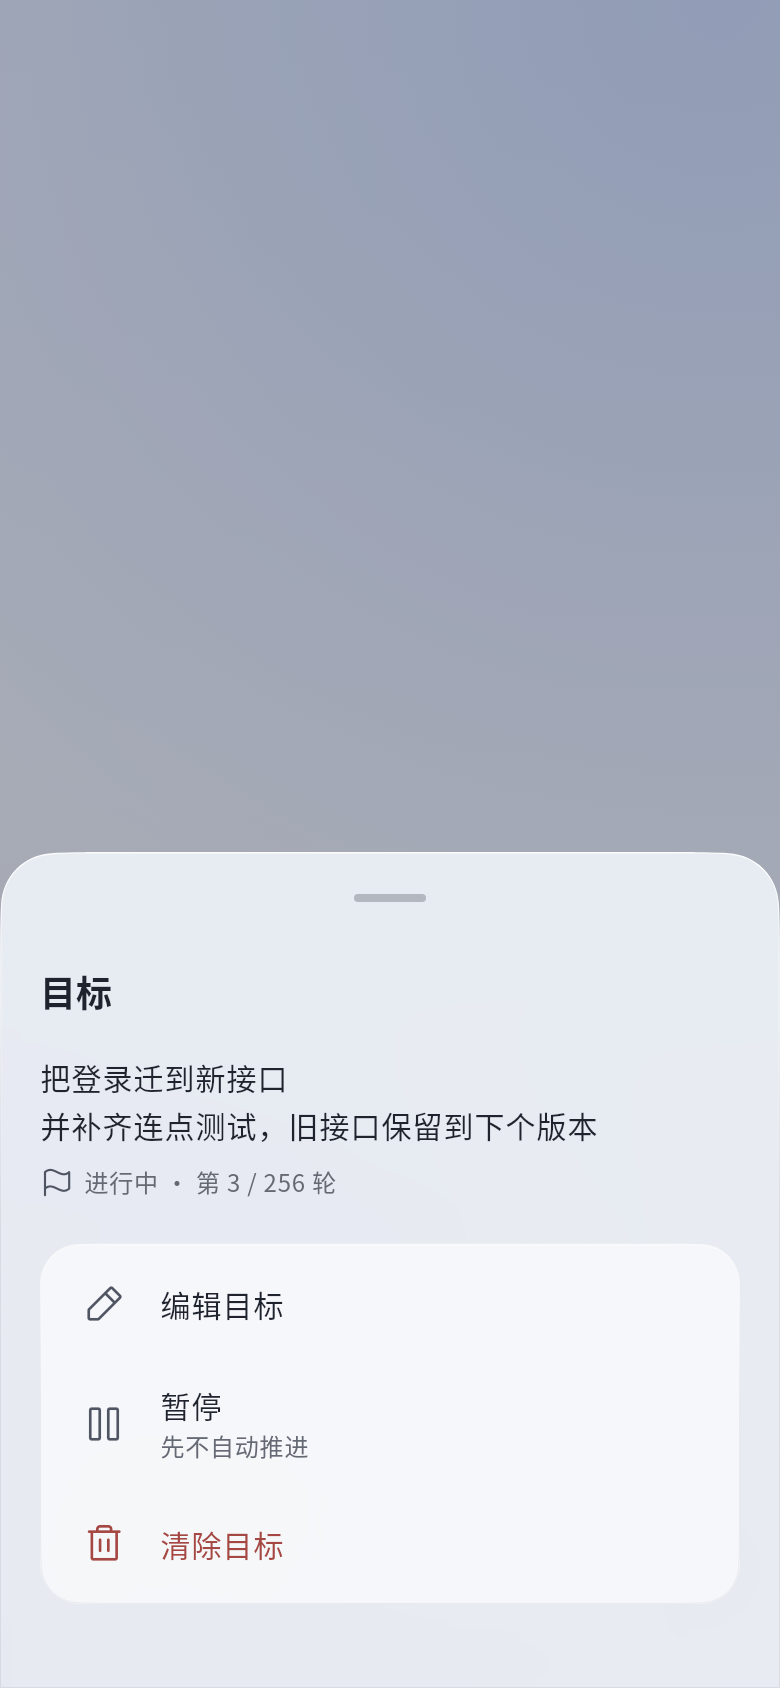 目标
把登录迁到新接口
并补齐连点测试，旧接口保留到下个版本
进行中 · 第 3 / 256 轮
编辑目标
暂停
先不自动推进
清除目标